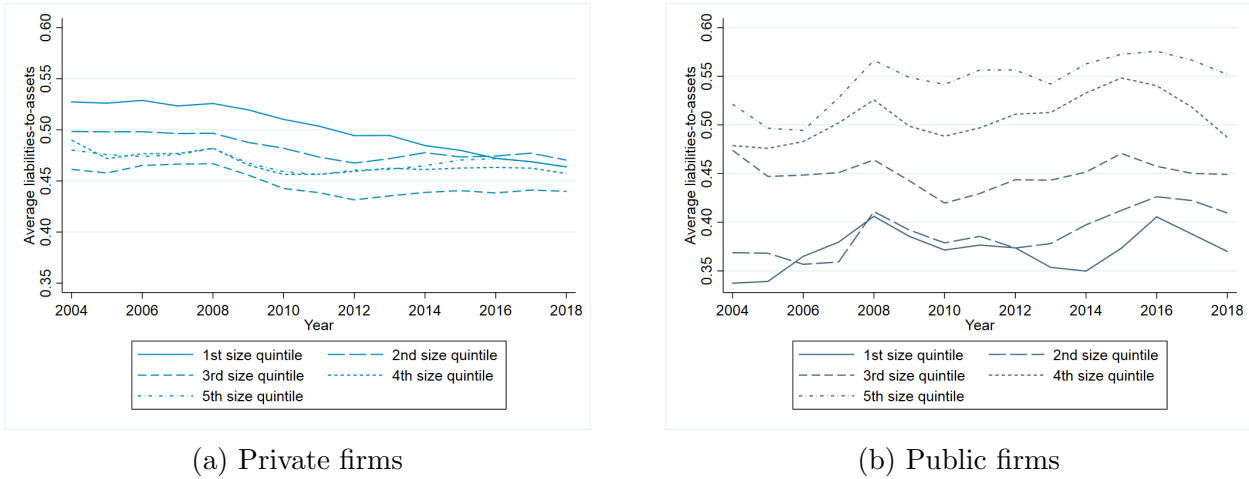 Average liabilities-to-assets
0.60
0.55
0.50
0.45
0.40
0.35
2004 2006 2008 2010 2012 2014 2016 2018
Year
1st size quintile 2nd size quintile
3rd size quintile 4th size quintile
5th size quintile
(a) Private firms
Average liabilities-to-assets
0.60
0.55
0.50
0.45
0.40
0.35
2004 2006 2008 2010 2012 2014 2016 2018
Year
1st size quintile 2nd size quintile
3rd size quintile 4th size quintile
5th size quintile
(b) Public firms